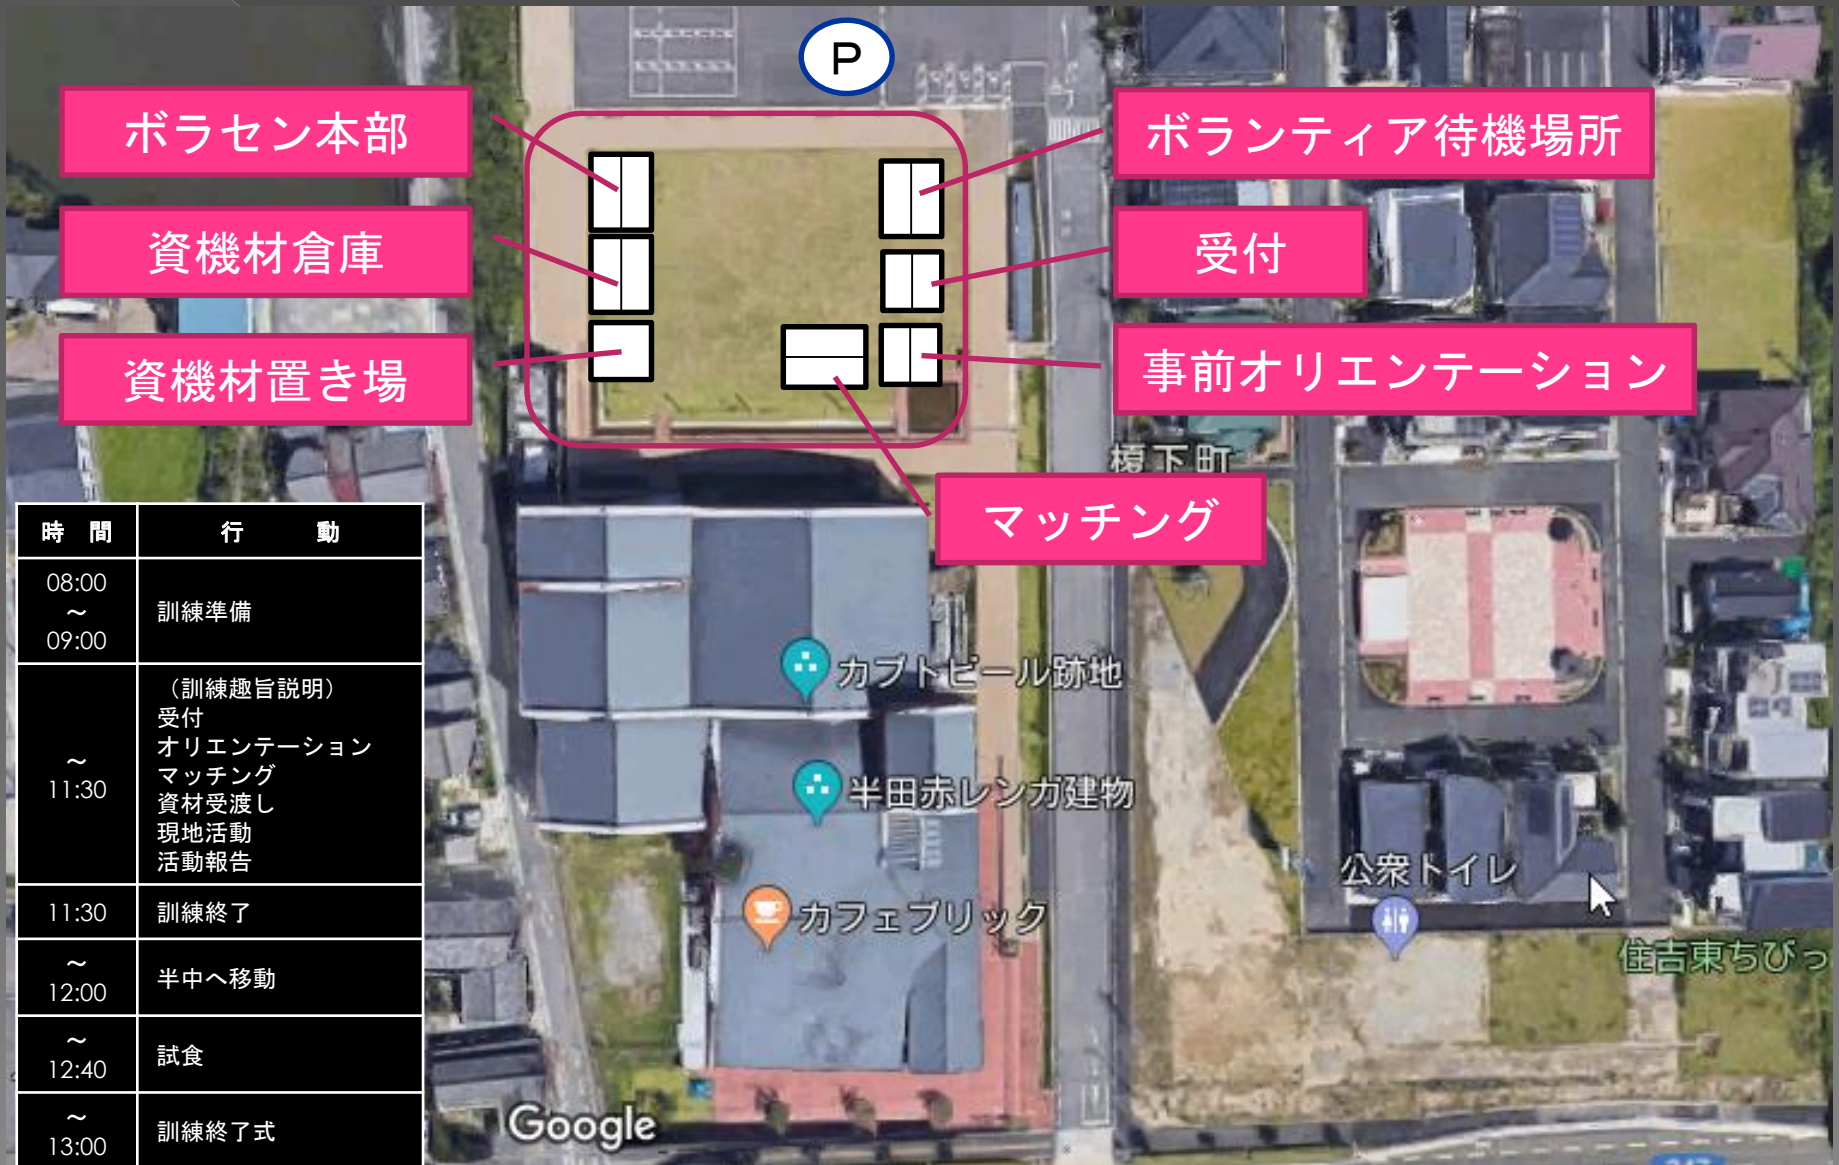 P
ボラセン本部
ボランティア待機場所
資機材倉庫
受付
資機材置き場
事前オリエンテーション
榎下町
マッチング
時　間
行　　動
08:00
～
09:00
訓練準備
～
11:30
（訓練趣旨説明）
受付
オリエンテーション
マッチング
資材受渡し
現地活動
活動報告
11:30
訓練終了
～
12:00
半中へ移動
～
12:40
試食
～
13:00
訓練終了式
カブトビール跡地
半田赤レンガ建物
カフェブリック
公衆トイレ
住吉東ちびっ
Google